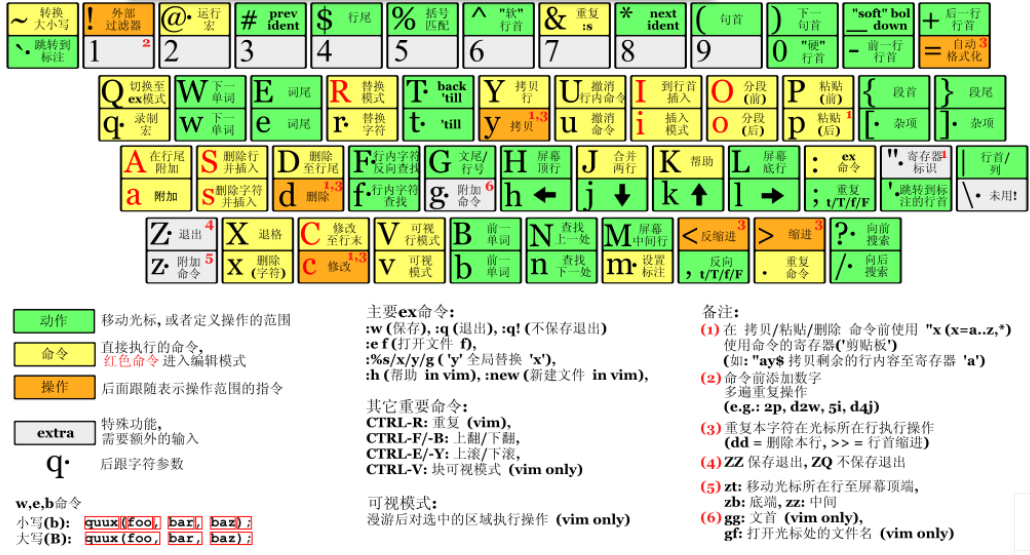 ~ 转换大小写 ! 外部过滤器 @· 运行宏 # prev ident $ 行尾 % 括号匹配 ^ "软"行首 & 重复 :s * next ident ( 句首 ) 下一句首 _ "soft" bol down + 后一行行首
`· 跳转到标注 1 2 2 3 4 5 6 7 8 9 0 "硬"行首 - 前一行行首 = 自动格式化 3
Q 切换至ex模式 W 下一单词 E 词尾 R 替换模式 T· back 'till Y 拷贝行 U 撤消行内命令 I 到行首插入 O 分段(前) P 粘贴(前) { 段首 } 段尾
q· 录制宏 w 下一单词 e 词尾 r· 替换字符 t· 'till y 拷贝 1,3 u 撤消命令 i 插入模式 o 分段(后) p 粘贴(后) 1 [· 杂项 ]· 杂项
A 在行尾附加 S 删除行并插入 D 删除至行尾 F· 行内字符反向查找 G 文尾/行号 H 屏幕顶行 J 合并两行 K 帮助 L 屏幕底行 : ex 命令 "· 寄存器标识 1 | 行首/列
a 附加 s 删除字符并插入 d 删除 1,3 f· 行内字符查找 g· 附加命令 6 h ← j ↓ k ↑ l → ; 重复 t/T/f/F '· 跳转到标注的行首 \· 未用!
Z· 退出 4 X 退格 C 修改至行末 V 可视行模式 B 前一单词 N 查找上一处 M 屏幕中间行 < 反缩进 3 > 缩进 3 ?· 向前搜索
z· 附加命令 5 x 删除(字符) c 修改 1,3 v 可视模式 b 前一单词 n 查找下一处 m· 设置标注 , 反向 t/T/f/F . 重复命令 /· 向后搜索
动作 移动光标, 或者定义操作的范围
命令 直接执行的命令,
红色命令 进入编辑模式
操作 后面跟随表示操作范围的指令
extra 特殊功能,
需要额外的输入
q· 后跟字符参数
w,e,b命令
小写(b): quux(foo, bar, baz);
大写(B): quux(foo, bar, baz);
主要ex命令:
:w (保存), :q (退出), :q! (不保存退出)
:e f (打开文件 f),
:%s/x/y/g ( 'y' 全局替换 'x'),
:h (帮助 in vim), :new (新建文件 in vim),
其它重要命令:
CTRL-R: 重复 (vim),
CTRL-F/-B: 上翻/下翻,
CTRL-E/-Y: 上滚/下滚,
CTRL-V: 块可视模式 (vim only)
可视模式:
漫游后对选中的区域执行操作 (vim only)
备注:
(1) 在 拷贝/粘贴/删除 命令前使用 "x (x=a..z,*)
使用命令的寄存器('剪贴板')
(如: "ay$ 拷贝剩余的行内容至寄存器 'a')
(2) 命令前添加数字
多遍重复操作
(e.g.: 2p, d2w, 5i, d4j)
(3) 重复本字符在光标所在行执行操作
(dd = 删除本行, >> = 行首缩进)
(4) ZZ 保存退出, ZQ 不保存退出
(5) zt: 移动光标所在行至屏幕顶端,
zb: 底端, zz: 中间
(6) gg: 文首 (vim only),
gf: 打开光标处的文件名 (vim only)